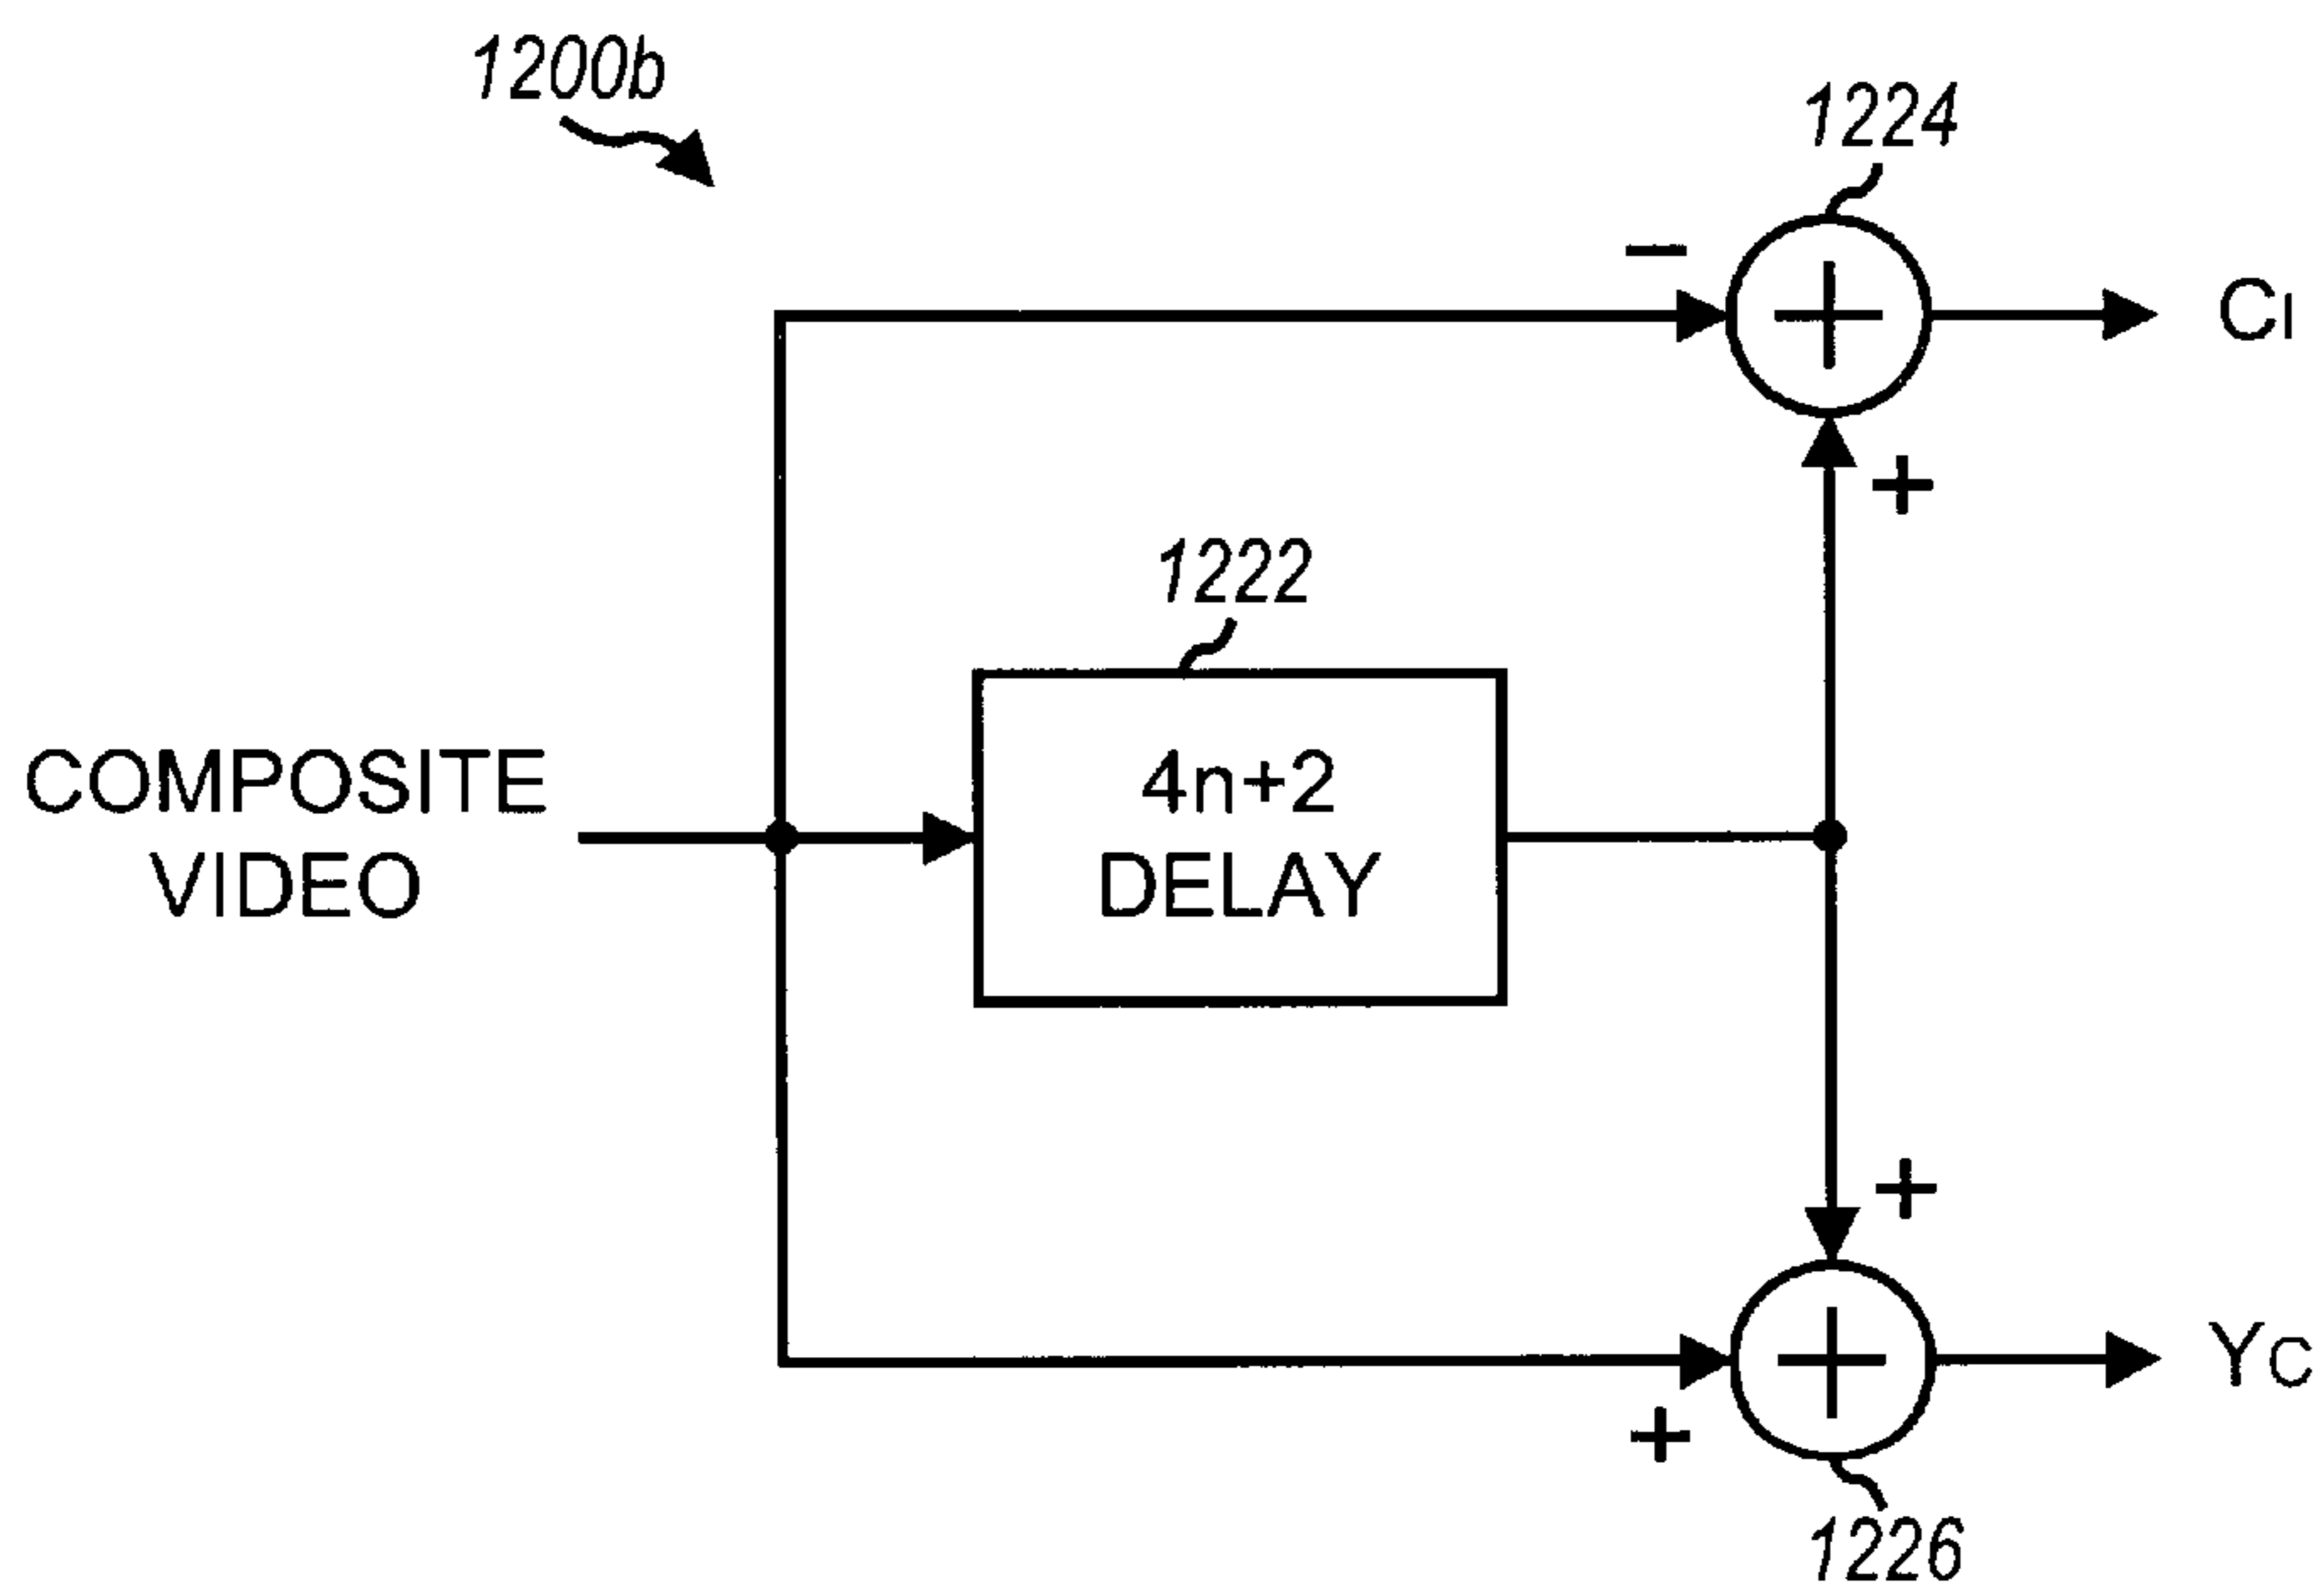 1200b
1224
−
CI
+
1222
COMPOSITE
VIDEO
4n+2
DELAY
+
YC
+
1226